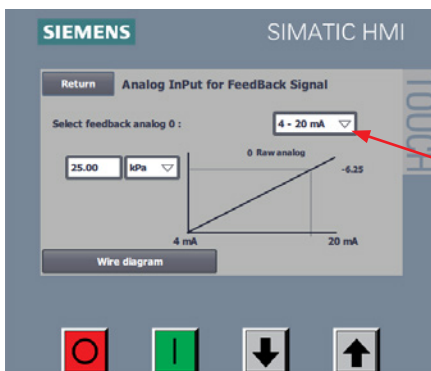 SIEMENS SIMATIC HMI
TOUCH
Return Analog InPut for FeedBack Signal
Select feedback analog 0 : 4 - 20 mA
0 Raw analog
25.00 kPa -6.25
4 mA 20 mA
Wire diagram